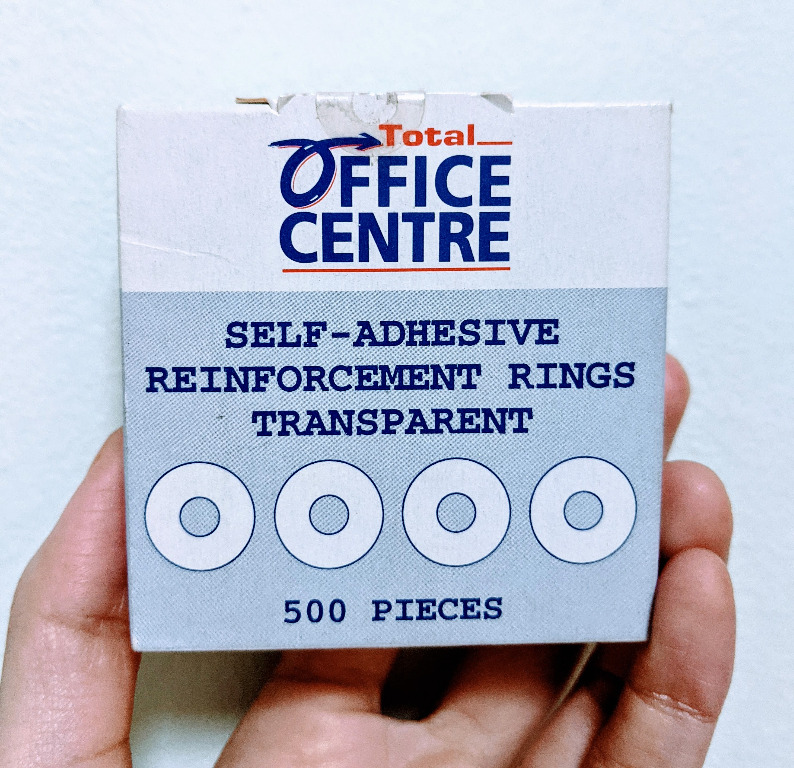 Total
OFFICE
CENTRE
SELF-ADHESIVE
REINFORCEMENT RINGS
TRANSPARENT
500 PIECES